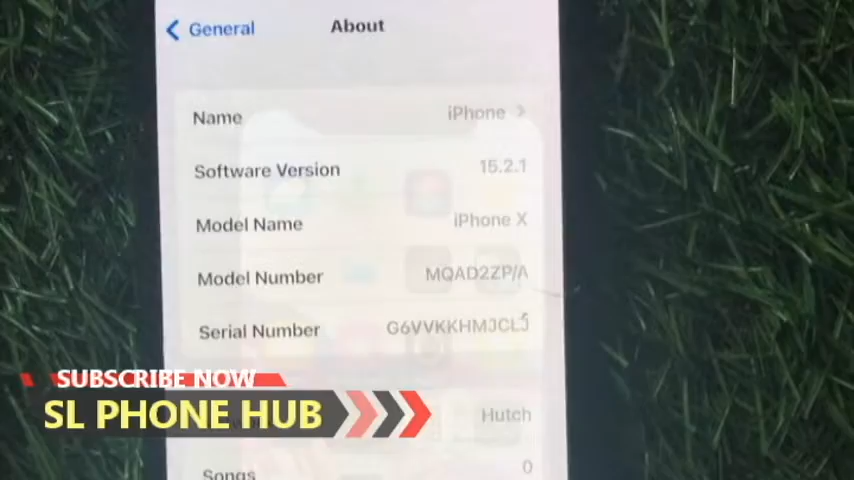 General
About
Name iPhone
Software Version 15.2.1
Model Name iPhone X
Model Number MQAD2ZP/A
Serial Number G6VVKKHMJCLJ
SUBSCRIBE NOW
SL PHONE HUB
Hutch
Songs 0